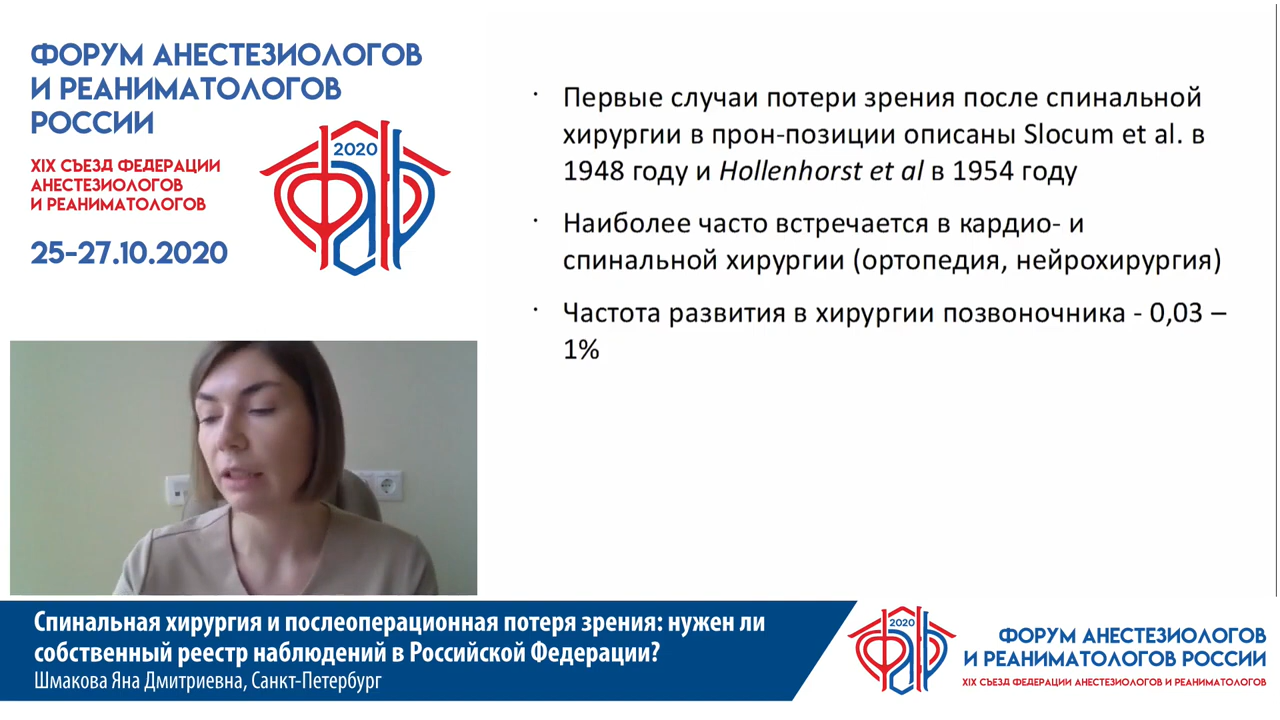 ФОРУМ АНЕСТЕЗИОЛОГОВ
И РЕАНИМАТОЛОГОВ
РОССИИ
XIX СЪЕЗД ФЕДЕРАЦИИ
АНЕСТЕЗИОЛОГОВ
И РЕАНИМАТОЛОГОВ
25-27.10.2020
2020
ФАР
· Первые случаи потери зрения после спинальной
хирургии в прон-позиции описаны Slocum et al. в
1948 году и Hollenhorst et al в 1954 году
· Наиболее часто встречается в кардио- и
спинальной хирургии (ортопедия, нейрохирургия)
· Частота развития в хирургии позвоночника - 0,03 –
1%
Спинальная хирургия и послеоперационная потеря зрения: нужен ли
собственный реестр наблюдений в Российской Федерации?
Шмакова Яна Дмитриевна, Санкт-Петербург
2020
ФАР
ФОРУМ АНЕСТЕЗИОЛОГОВ
И РЕАНИМАТОЛОГОВ РОССИИ
XIX СЪЕЗД ФЕДЕРАЦИИ АНЕСТЕЗИОЛОГОВ И РЕАНИМАТОЛОГОВ